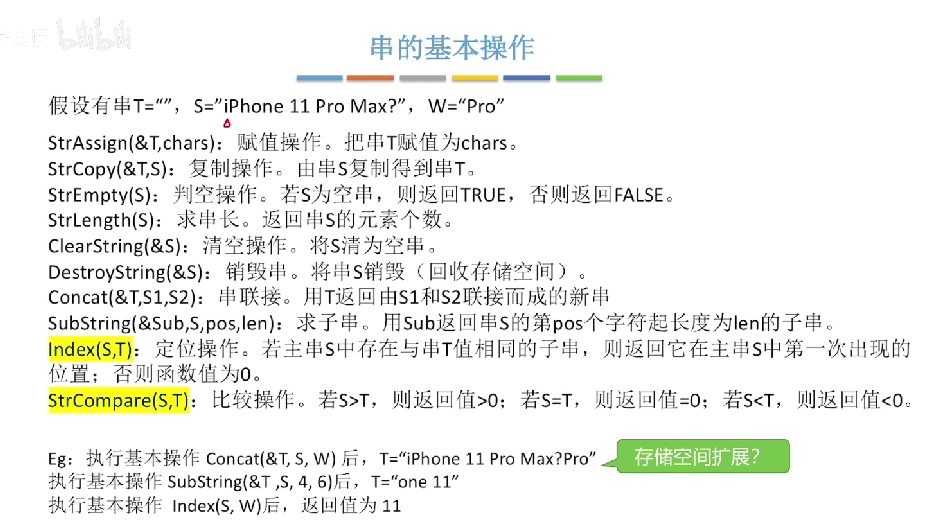 bilibili
串的基本操作
假设有串T=“”，S=”iPhone 11 Pro Max?”，W=“Pro”
StrAssign(&T,chars)：赋值操作。把串T赋值为chars。
StrCopy(&T,S)：复制操作。由串S复制得到串T。
StrEmpty(S)：判空操作。若S为空串，则返回TRUE，否则返回FALSE。
StrLength(S)：求串长。返回串S的元素个数。
ClearString(&S)：清空操作。将S清为空串。
DestroyString(&S)：销毁串。将串S销毁（回收存储空间）。
Concat(&T,S1,S2)：串联接。用T返回由S1和S2联接而成的新串
SubString(&Sub,S,pos,len)：求子串。用Sub返回串S的第pos个字符起长度为len的子串。
Index(S,T)：定位操作。若主串S中存在与串T值相同的子串，则返回它在主串S中第一次出现的
位置；否则函数值为0。
StrCompare(S,T)：比较操作。若S>T，则返回值>0；若S=T，则返回值=0；若S<T，则返回值<0。
Eg：执行基本操作 Concat(&T, S, W) 后，T=“iPhone 11 Pro Max?Pro”
存储空间扩展？
执行基本操作 SubString(&T ,S, 4, 6)后，T=“one 11”
执行基本操作 Index(S, W)后，返回值为 11